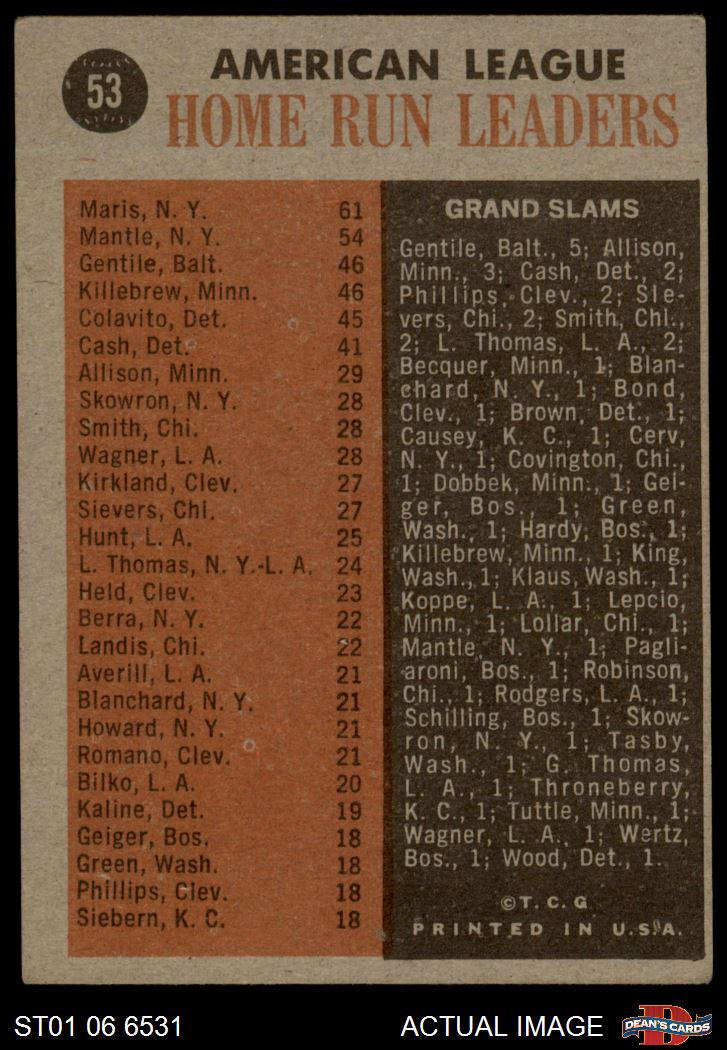 53
AMERICAN LEAGUE
HOME RUN LEADERS
Maris, N. Y. 61
Mantle, N. Y. 54
Gentile, Balt. 46
Killebrew, Minn. 46
Colavito, Det. 45
Cash, Det. 41
Allison, Minn. 29
Skowron, N. Y. 28
Smith, Chi. 28
Wagner, L. A. 28
Kirkland, Clev. 27
Sievers, Chi. 27
Hunt, L. A. 25
L. Thomas, N. Y.-L. A. 24
Held, Clev. 23
Berra, N. Y. 22
Landis, Chi. 22
Averill, L. A. 21
Blanchard, N. Y. 21
Howard, N. Y. 21
Romano, Clev. 21
Bilko, L. A. 20
Kaline, Det. 19
Geiger, Bos. 18
Green, Wash. 18
Phillips, Clev. 18
Siebern, K. C. 18
GRAND SLAMS
Gentile, Balt., 5; Allison,
Minn., 3; Cash, Det., 2;
Phillips, Clev., 2; Sie-
vers, Chi., 2; Smith, Chi.,
2; L. Thomas, L. A., 2;
Becquer, Minn., 1; Blan-
chard, N. Y., 1; Bond,
Clev., 1; Brown, Det., 1;
Causey, K. C., 1; Cerv,
N. Y., 1; Covington, Chi.,
1; Dobbek, Minn., 1; Gei-
ger, Bos., 1; Green,
Wash., 1; Hardy, Bos., 1;
Killebrew, Minn., 1; King,
Wash., 1; Klaus, Wash., 1;
Koppe, L. A., 1; Lepcio,
Minn., 1; Lollar, Chi., 1;
Mantle, N. Y., 1; Pagli-
aroni, Bos., 1; Robinson,
Chi., 1; Rodgers, L. A., 1;
Schilling, Bos., 1; Skow-
ron, N. Y., 1; Tasby,
Wash., 1; G. Thomas,
L. A., 1; Throneberry,
K. C., 1; Tuttle, Minn., 1;
Wagner, L. A., 1; Wertz,
Bos., 1; Wood, Det., 1.
© T. C. G
PRINTED IN U.S.A.
ST01 06 6531
ACTUAL IMAGE
D
DEAN'S CARDS